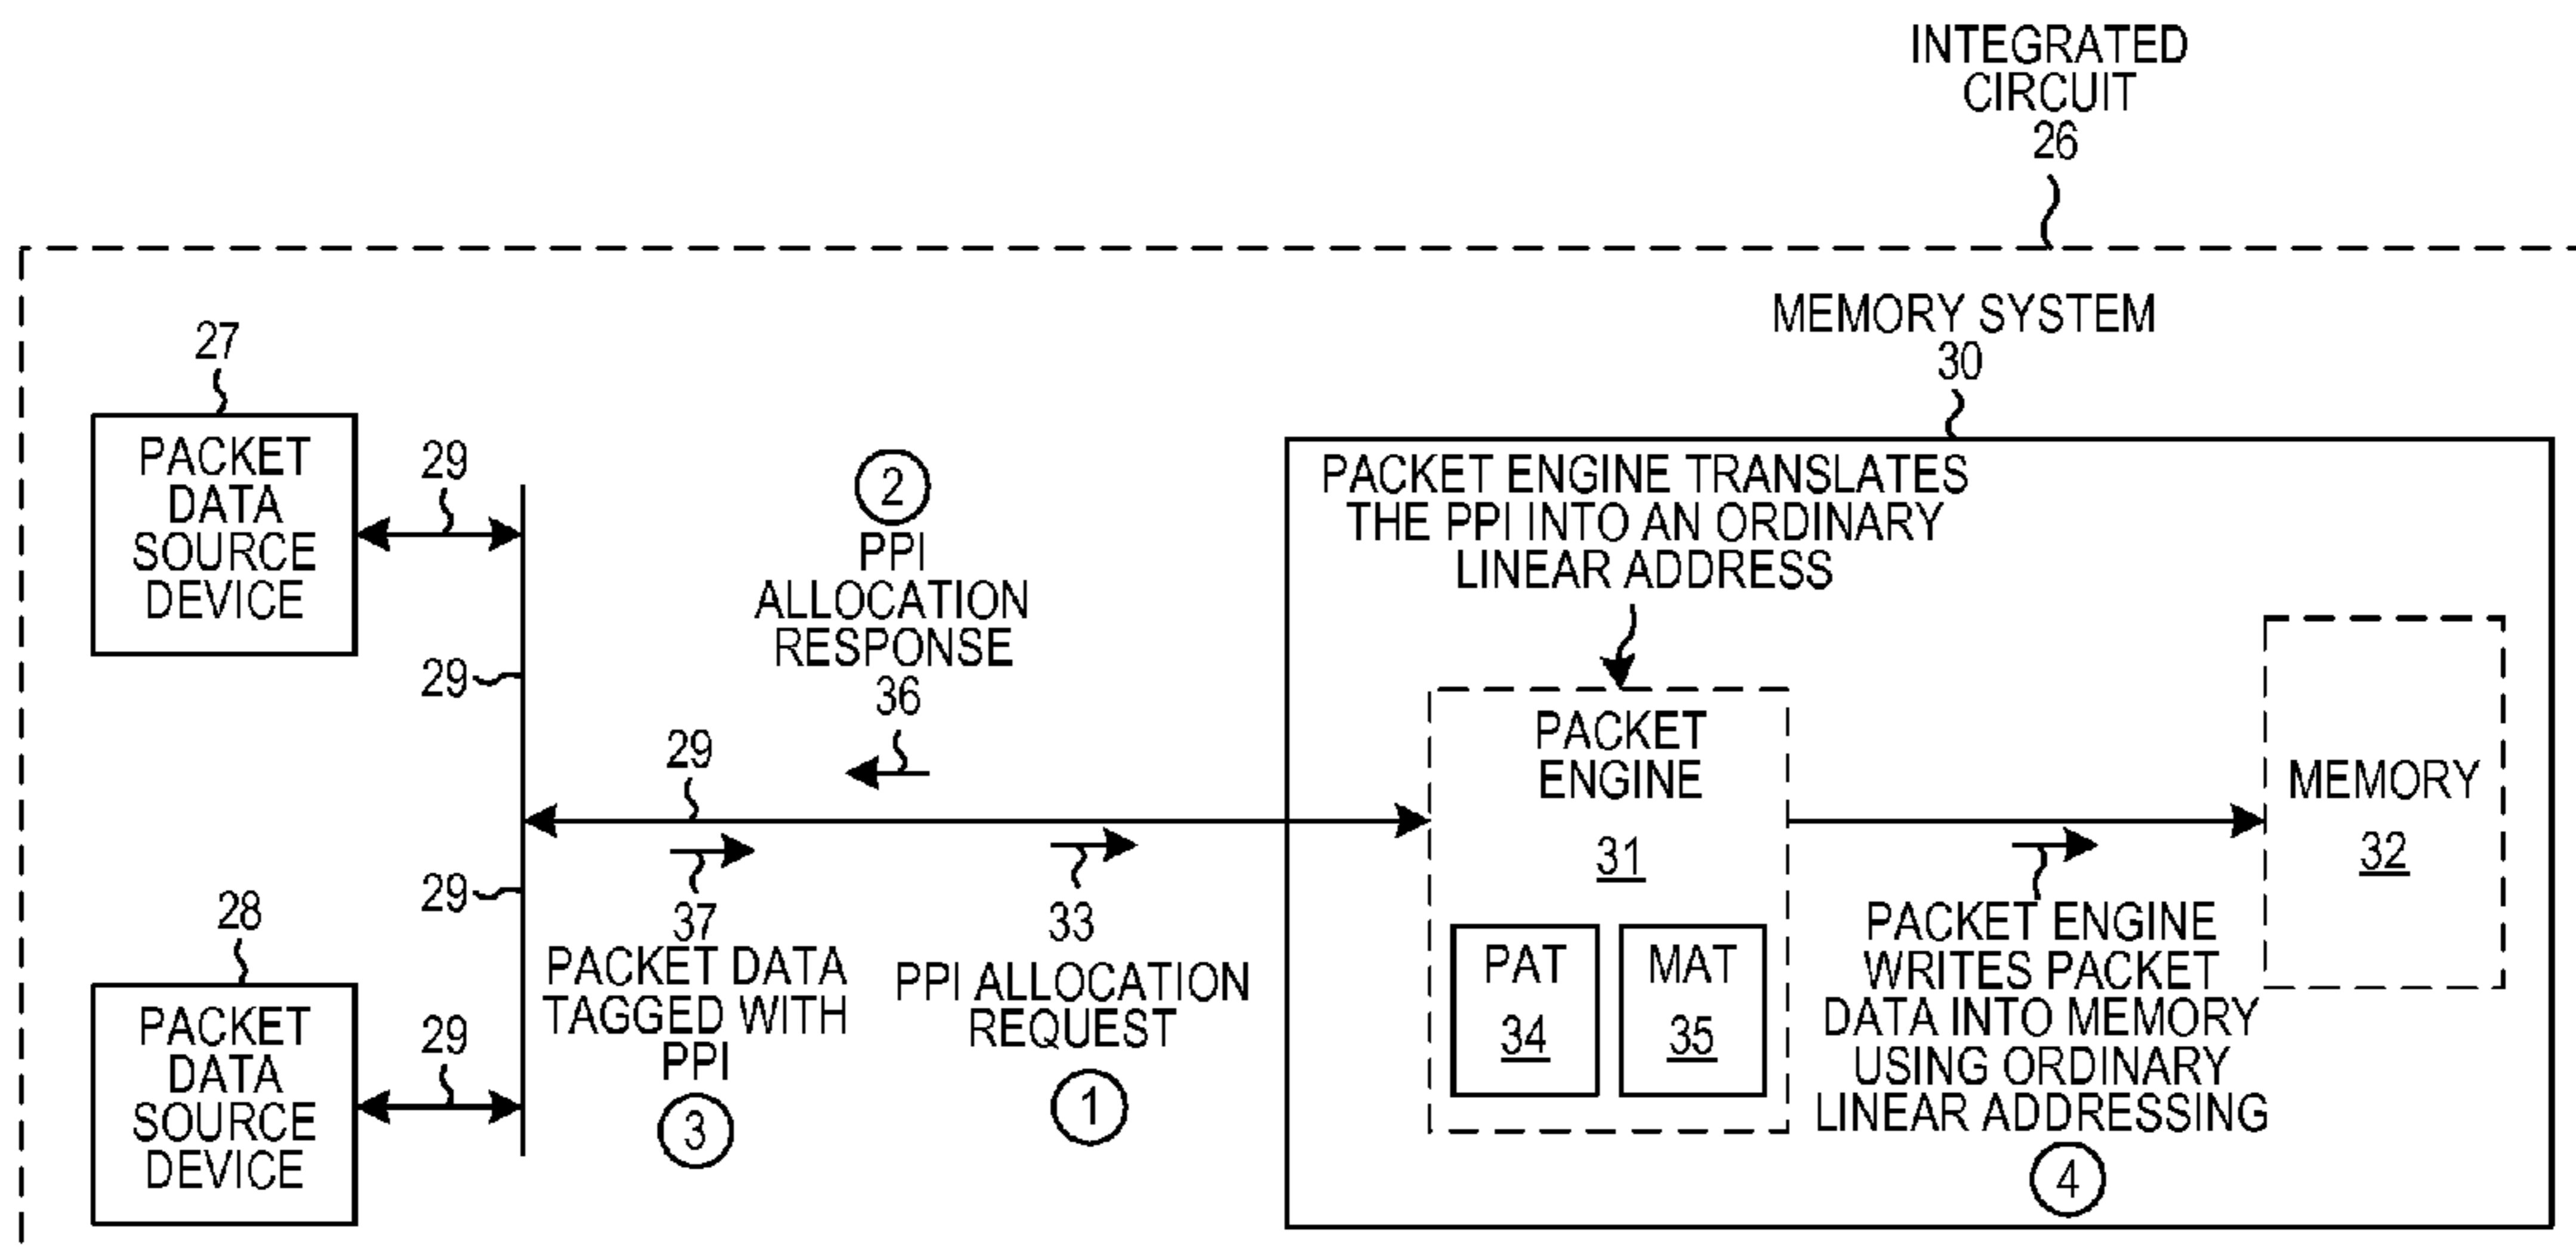 INTEGRATED
CIRCUIT
26
MEMORY SYSTEM
30
27
PACKET
DATA
SOURCE
DEVICE
29
29
29
28
PACKET
DATA
SOURCE
DEVICE
29
2
PPI
ALLOCATION
RESPONSE
36
29
37
PACKET DATA
TAGGED WITH
PPI
3
33
PPI ALLOCATION
REQUEST
1
PACKET ENGINE TRANSLATES
THE PPI INTO AN ORDINARY
LINEAR ADDRESS
PACKET
ENGINE
31
PAT
34
MAT
35
MEMORY
32
PACKET ENGINE
WRITES PACKET
DATA INTO MEMORY
USING ORDINARY
LINEAR ADDRESSING
4